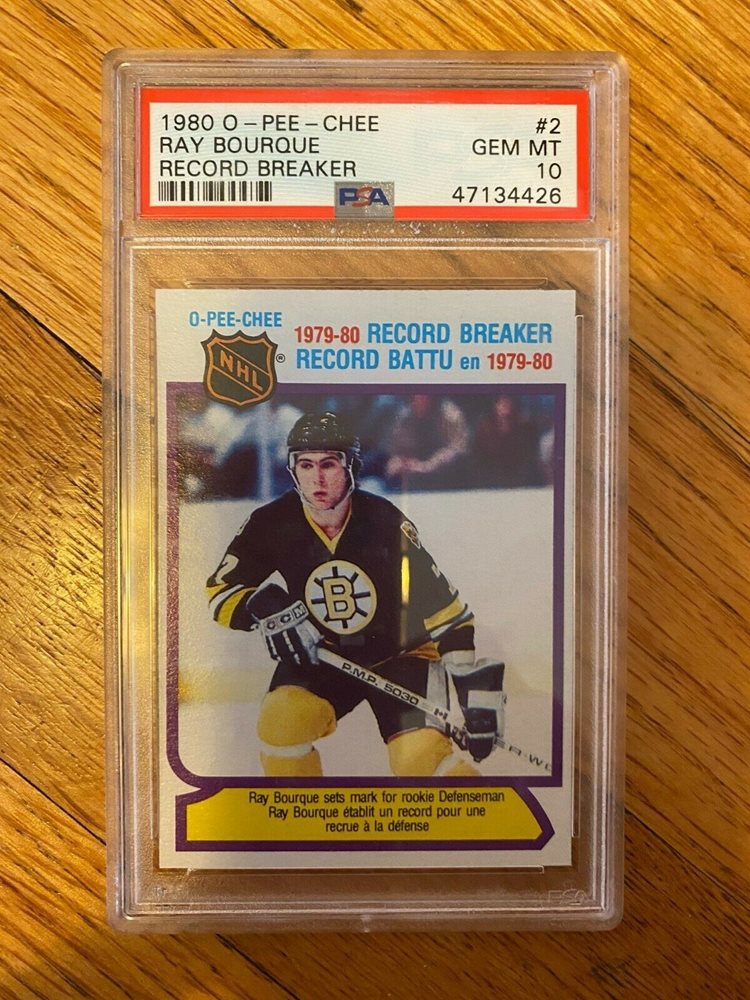 1980 O-PEE-CHEE #2
RAY BOURQUE GEM MT
RECORD BREAKER 10
PSA 47134426
O-PEE-CHEE
NHL ®
1979-80 RECORD BREAKER
RECORD BATTU en 1979-80
7
B
CCM
P.M.P. 5030
Ray Bourque sets mark for rookie Defenseman
Ray Bourque établit un record pour une
recrue à la défense
PSA